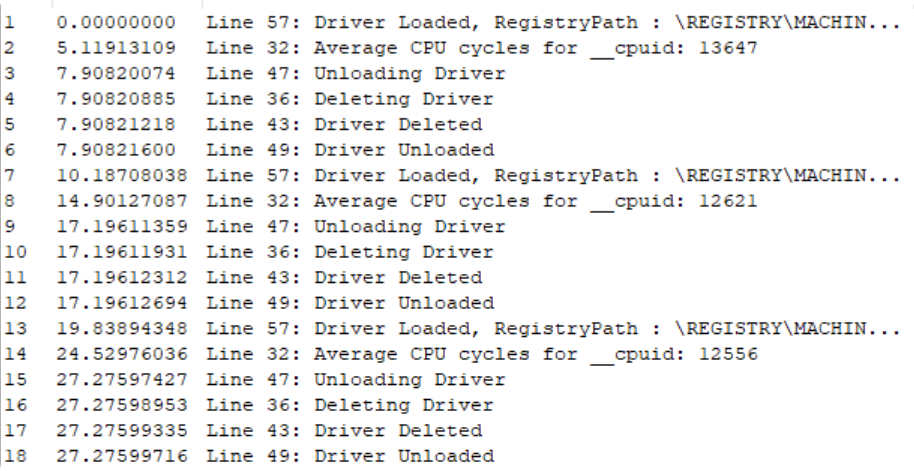 1 0.00000000 Line 57: Driver Loaded, RegistryPath : \REGISTRY\MACHIN...
2 5.11913109 Line 32: Average CPU cycles for __cpuid: 13647
3 7.90820074 Line 47: Unloading Driver
4 7.90820885 Line 36: Deleting Driver
5 7.90821218 Line 43: Driver Deleted
6 7.90821600 Line 49: Driver Unloaded
7 10.18708038 Line 57: Driver Loaded, RegistryPath : \REGISTRY\MACHIN...
8 14.90127087 Line 32: Average CPU cycles for __cpuid: 12621
9 17.19611359 Line 47: Unloading Driver
10 17.19611931 Line 36: Deleting Driver
11 17.19612312 Line 43: Driver Deleted
12 17.19612694 Line 49: Driver Unloaded
13 19.83894348 Line 57: Driver Loaded, RegistryPath : \REGISTRY\MACHIN...
14 24.52976036 Line 32: Average CPU cycles for __cpuid: 12556
15 27.27597427 Line 47: Unloading Driver
16 27.27598953 Line 36: Deleting Driver
17 27.27599335 Line 43: Driver Deleted
18 27.27599716 Line 49: Driver Unloaded